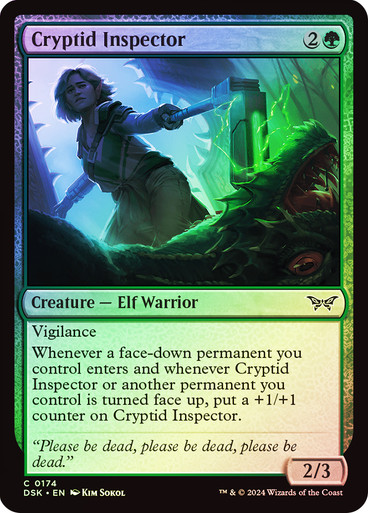 Cryptid Inspector 2
Creature — Elf Warrior
Vigilance
Whenever a face-down permanent you
control enters and whenever Cryptid
Inspector or another permanent you
control is turned face up, put a +1/+1
counter on Cryptid Inspector.
“Please be dead, please be dead, please be
dead.”
2/3
C 0174
DSK • EN Kim Sokol
™ & © 2024 Wizards of the Coast